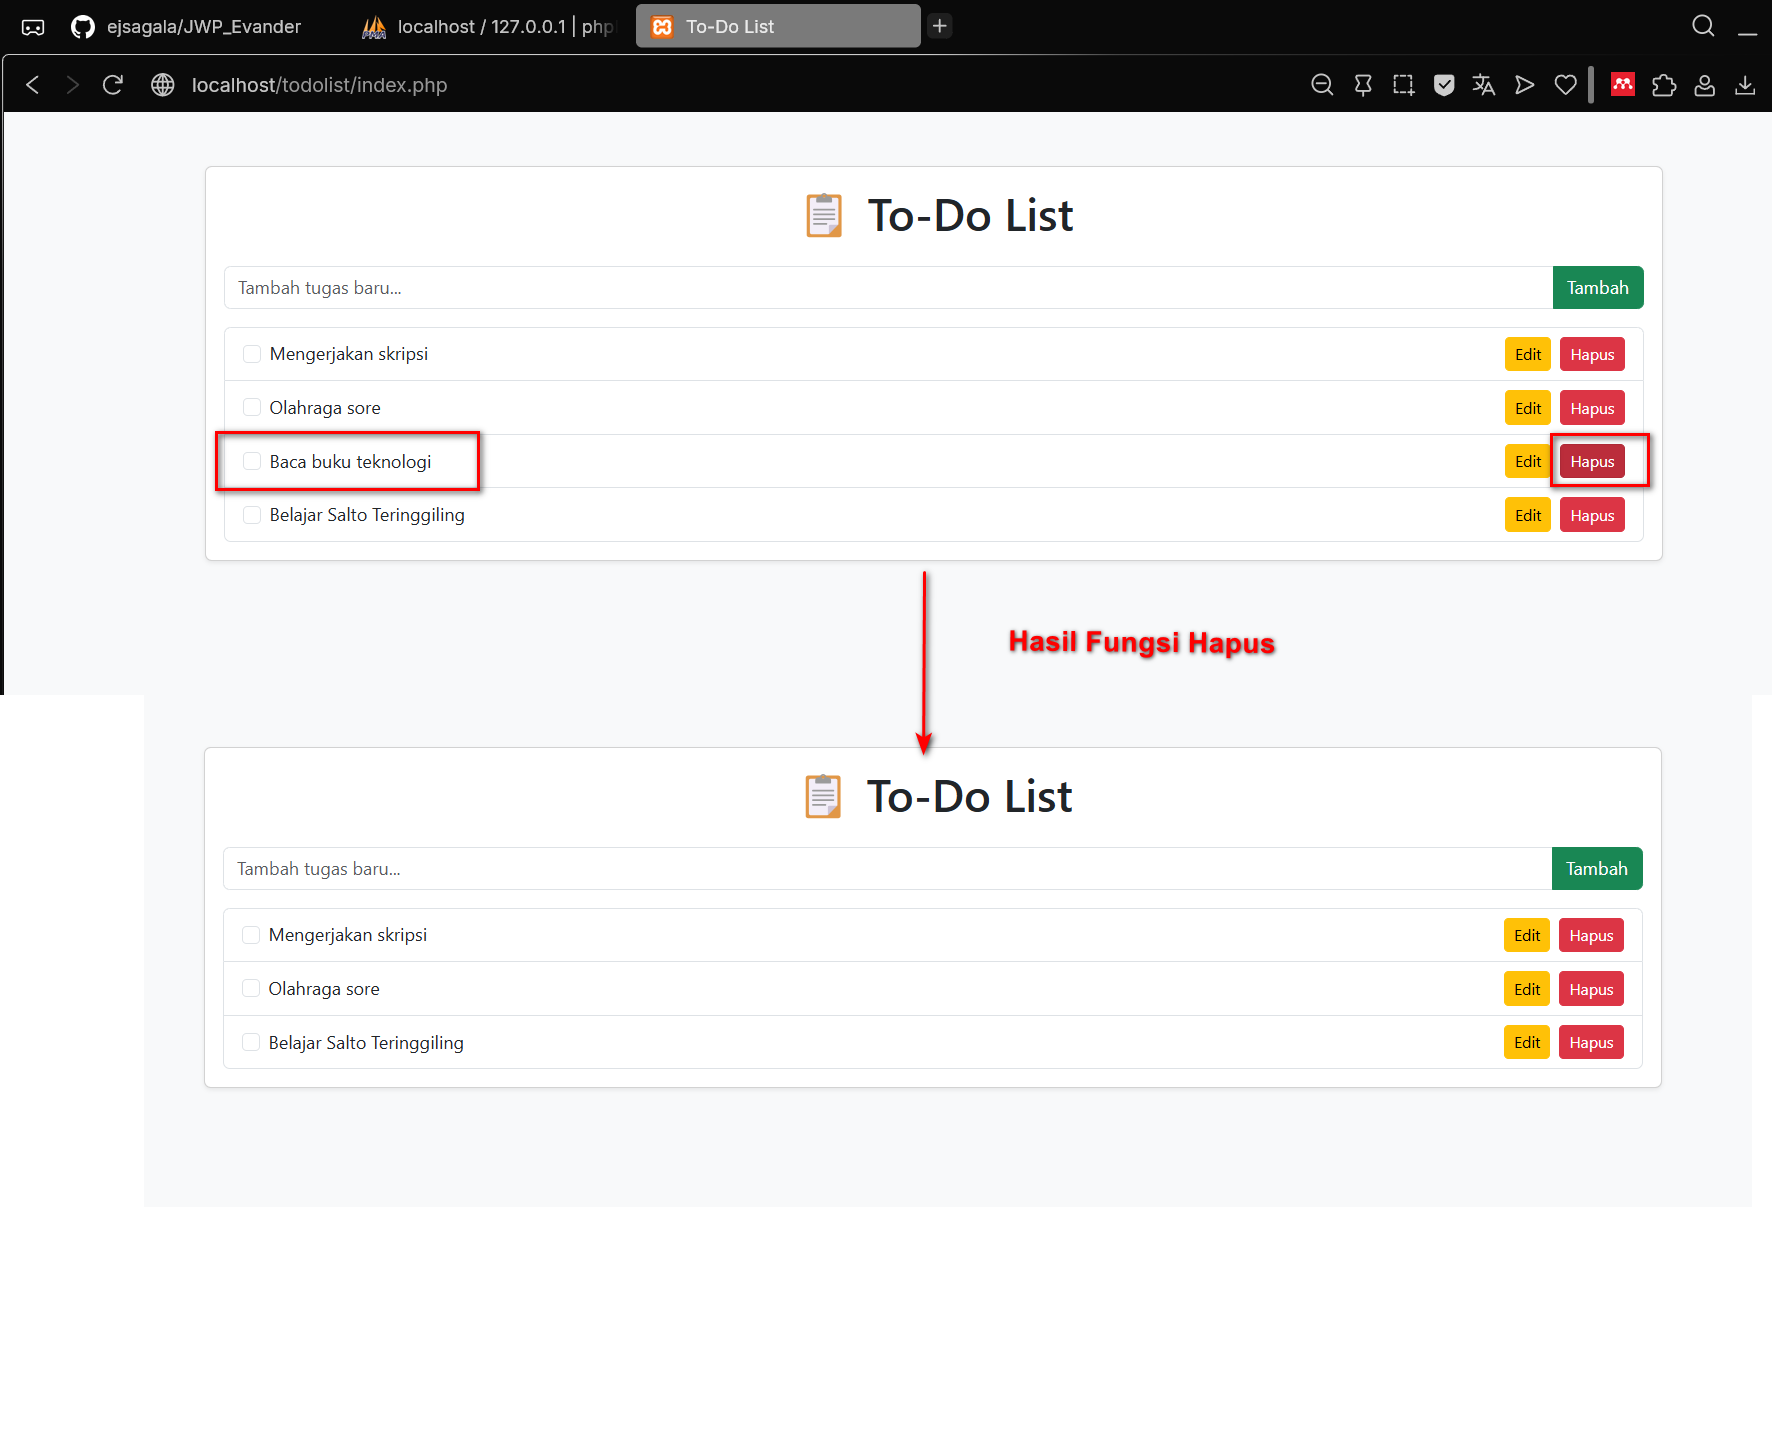 ejsagala/JWP_Evander
localhost / 127.0.0.1 | php
To-Do List
localhost/todolist/index.php
To-Do List
Tambah tugas baru...
Tambah
Mengerjakan skripsi
Edit
Hapus
Olahraga sore
Edit
Hapus
Baca buku teknologi
Edit
Hapus
Belajar Salto Teringgiling
Edit
Hapus
Hasil Fungsi Hapus
To-Do List
Tambah tugas baru...
Tambah
Mengerjakan skripsi
Edit
Hapus
Olahraga sore
Edit
Hapus
Belajar Salto Teringgiling
Edit
Hapus